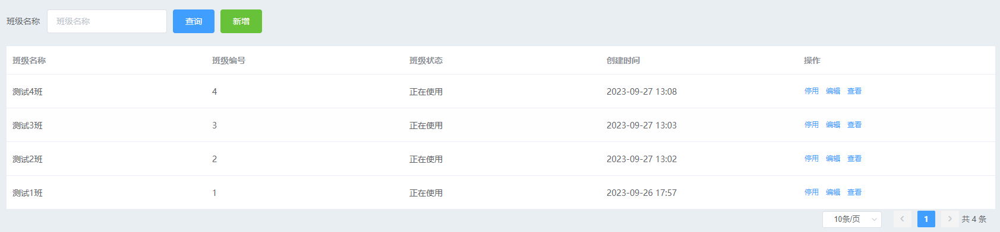 班级名称 班级名称 查询 新增
班级名称 班级编号 班级状态 创建时间 操作
测试4班 4 正在使用 2023-09-27 13:08 停用 编辑 查看
测试3班 3 正在使用 2023-09-27 13:03 停用 编辑 查看
测试2班 2 正在使用 2023-09-27 13:02 停用 编辑 查看
测试1班 1 正在使用 2023-09-26 17:57 停用 编辑 查看
10条/页 1 共 4 条